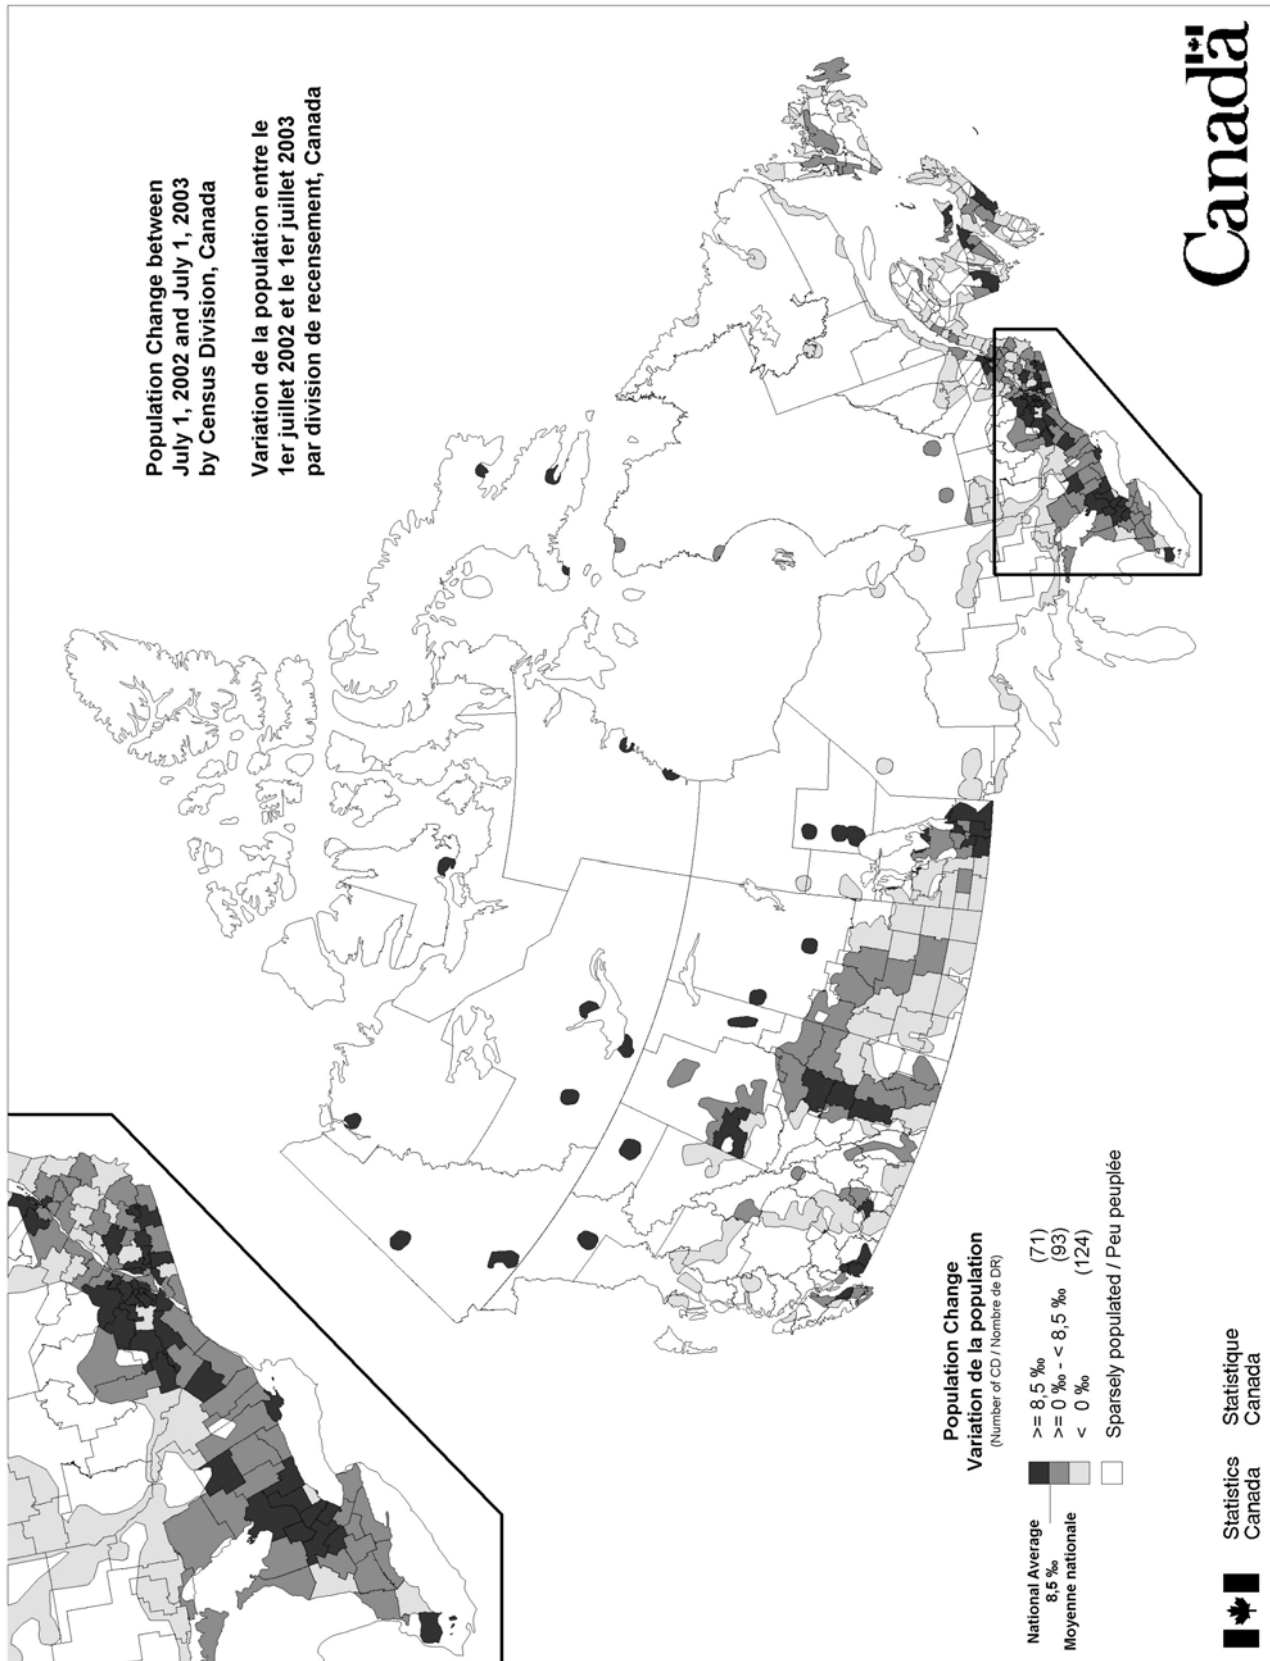 Population Change between
July 1, 2002 and July 1, 2003
by Census Division, Canada
Variation de la population entre le
1er juillet 2002 et le 1er juillet 2003
par division de recensement, Canada
Population Change
Variation de la population
(Number of CD / Nombre de DR)
>= 8,5 ‰ (71)
>= 0 ‰ - < 8,5 ‰ (93)
< 0 ‰ (124)
Sparsely populated / Peu peuplée
National Average
8,5 ‰
Moyenne nationale
Statistics Statistique
Canada Canada
Canada